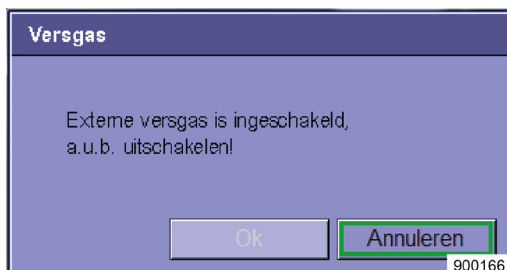 Versgas
Externe versgas is ingeschakeld,
a.u.b. uitschakelen!
Ok
Annuleren
900166